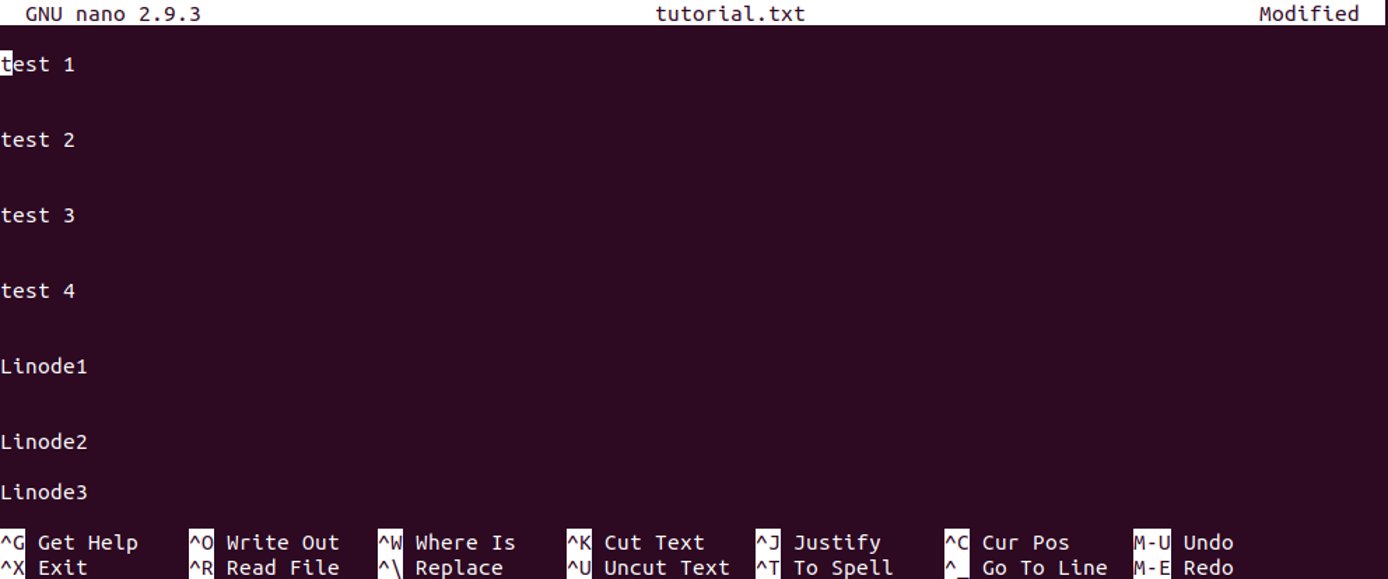 GNU nano 2.9.3 tutorial.txt Modified
test 1
test 2
test 3
test 4
Linode1
Linode2
Linode3
^G Get Help ^O Write Out ^W Where Is ^K Cut Text ^J Justify ^C Cur Pos M-U Undo
^X Exit ^R Read File ^\ Replace ^U Uncut Text ^T To Spell ^_ Go To Line M-E Redo